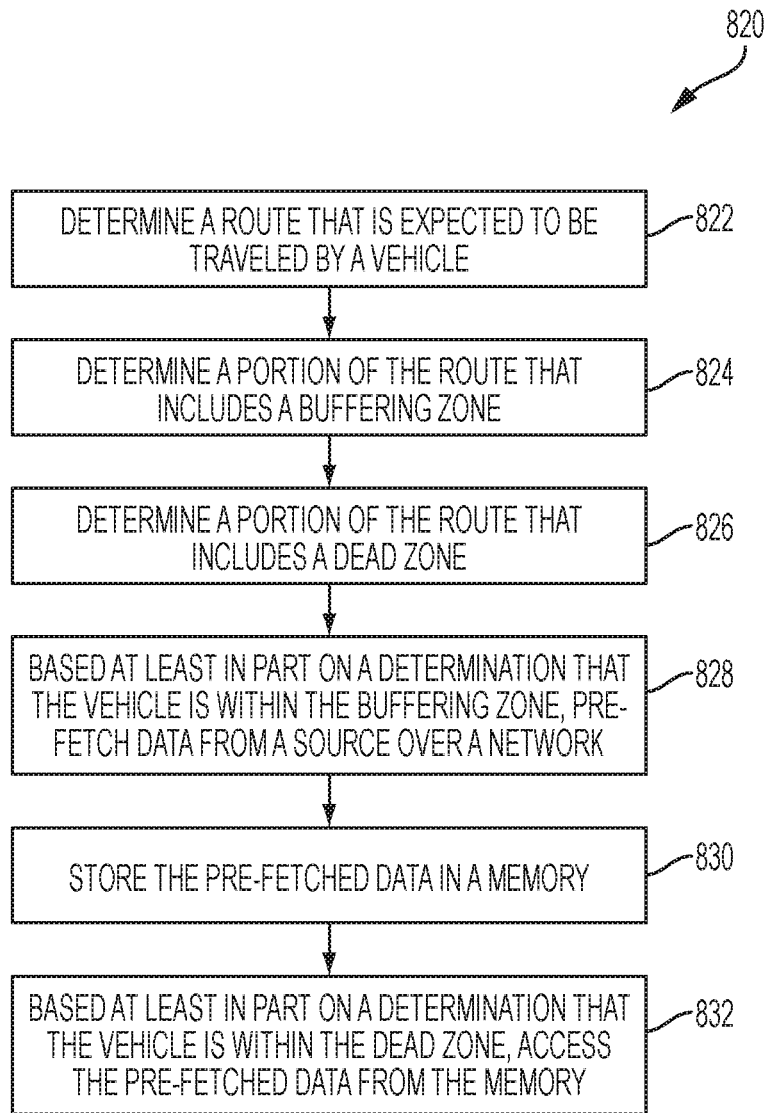 820
DETERMINE A ROUTE THAT IS EXPECTED TO BE
TRAVELED BY A VEHICLE
822
DETERMINE A PORTION OF THE ROUTE THAT
INCLUDES A BUFFERING ZONE
824
DETERMINE A PORTION OF THE ROUTE THAT
INCLUDES A DEAD ZONE
826
BASED AT LEAST IN PART ON A DETERMINATION THAT
THE VEHICLE IS WITHIN THE BUFFERING ZONE, PRE-
FETCH DATA FROM A SOURCE OVER A NETWORK
828
STORE THE PRE-FETCHED DATA IN A MEMORY
830
BASED AT LEAST IN PART ON A DETERMINATION THAT
THE VEHICLE IS WITHIN THE DEAD ZONE, ACCESS
THE PRE-FETCHED DATA FROM THE MEMORY
832